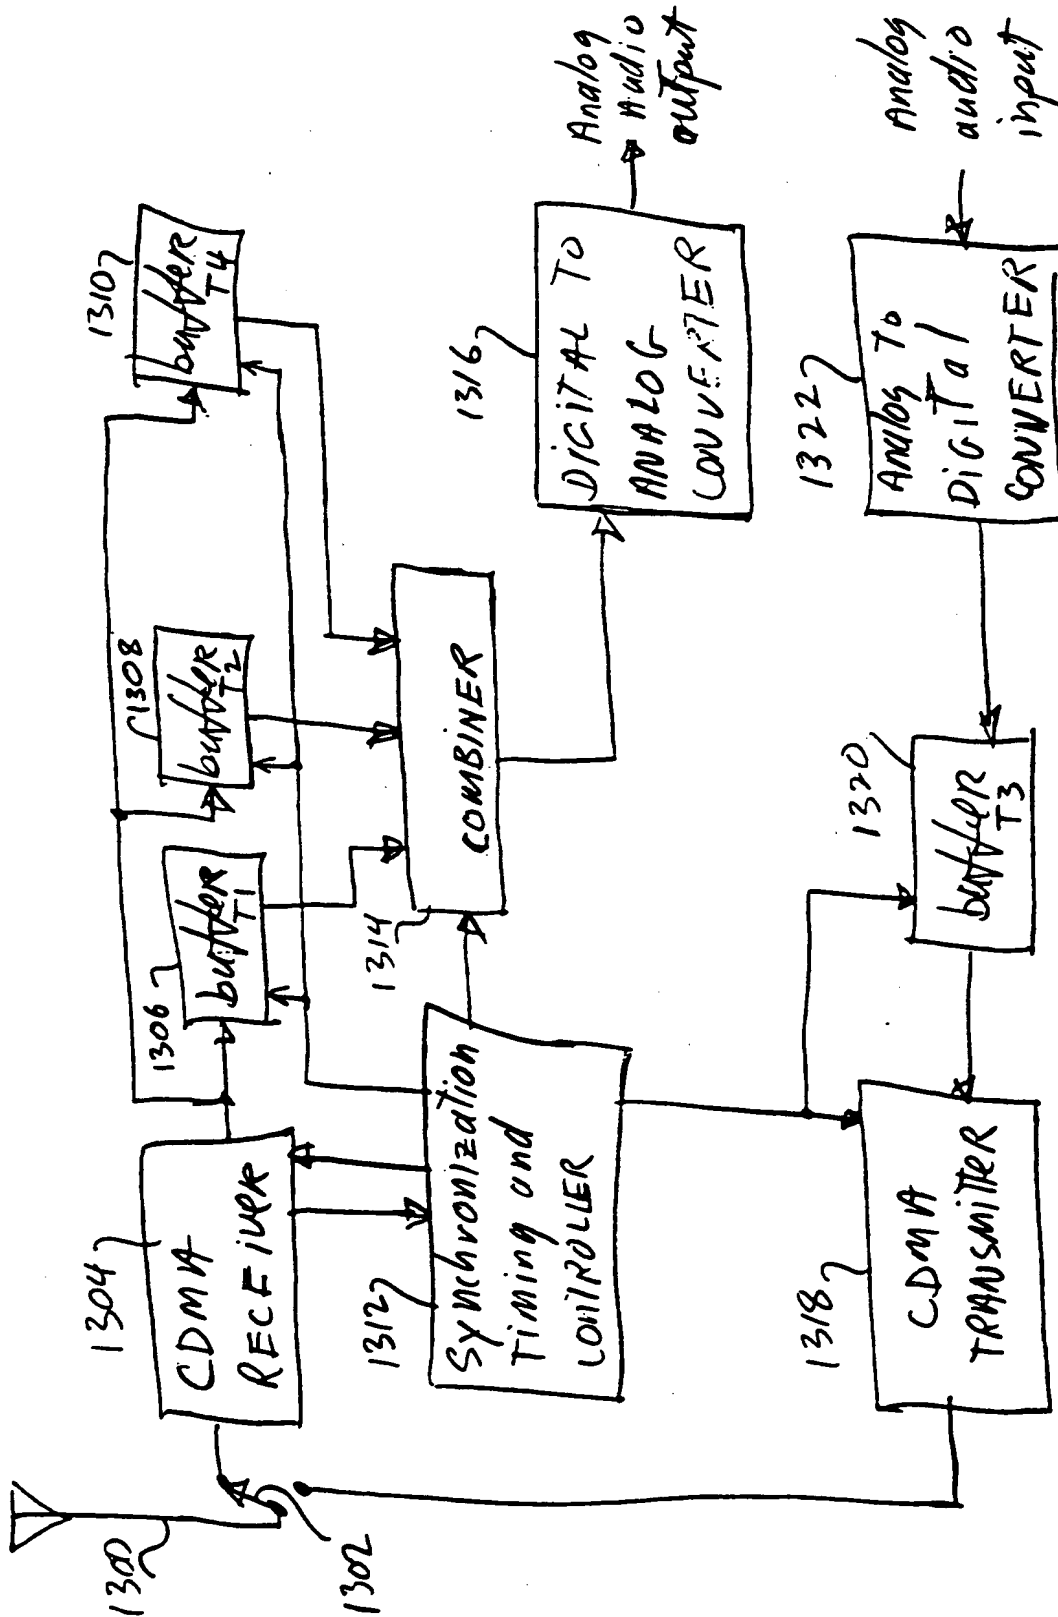 1300
1302
1304
CDMA
RECEIVER
1306
buffer
T1
1308
buffer
T2
1310
buffer
T4
1312
Synchronization
Timing and
CONTROLLER
1314
COMBINER
1316
DIGITAL TO
ANALOG
CONVERTER
Analog
Audio
output
1318
CDMA
TRANSMITTER
1320
buffer
T3
1322
Analog To
DIGITal
CONVERTER
Analog
audio
input